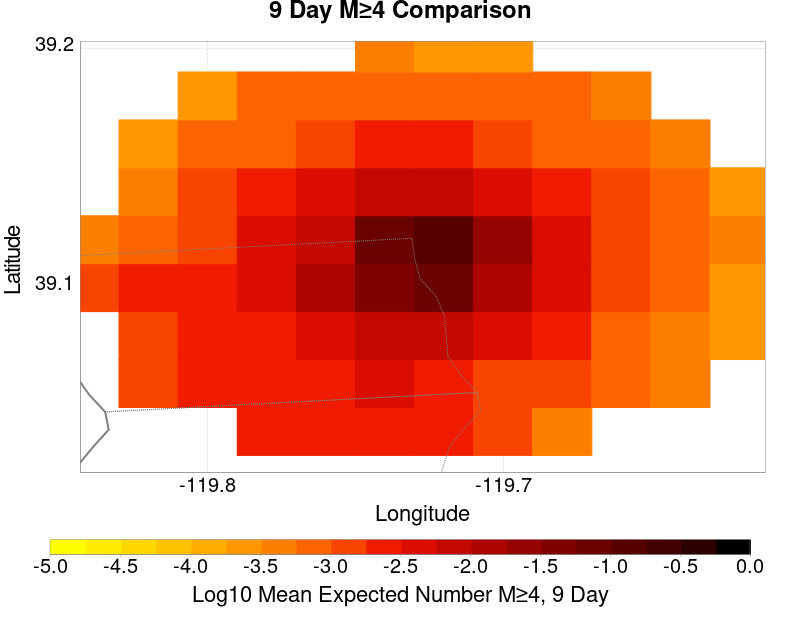 9 Day M≥4 Comparison
39.2
39.1
Latitude
-119.8 -119.7
Longitude
-5.0 -4.5 -4.0 -3.5 -3.0 -2.5 -2.0 -1.5 -1.0 -0.5 0.0
Log10 Mean Expected Number M≥4, 9 Day